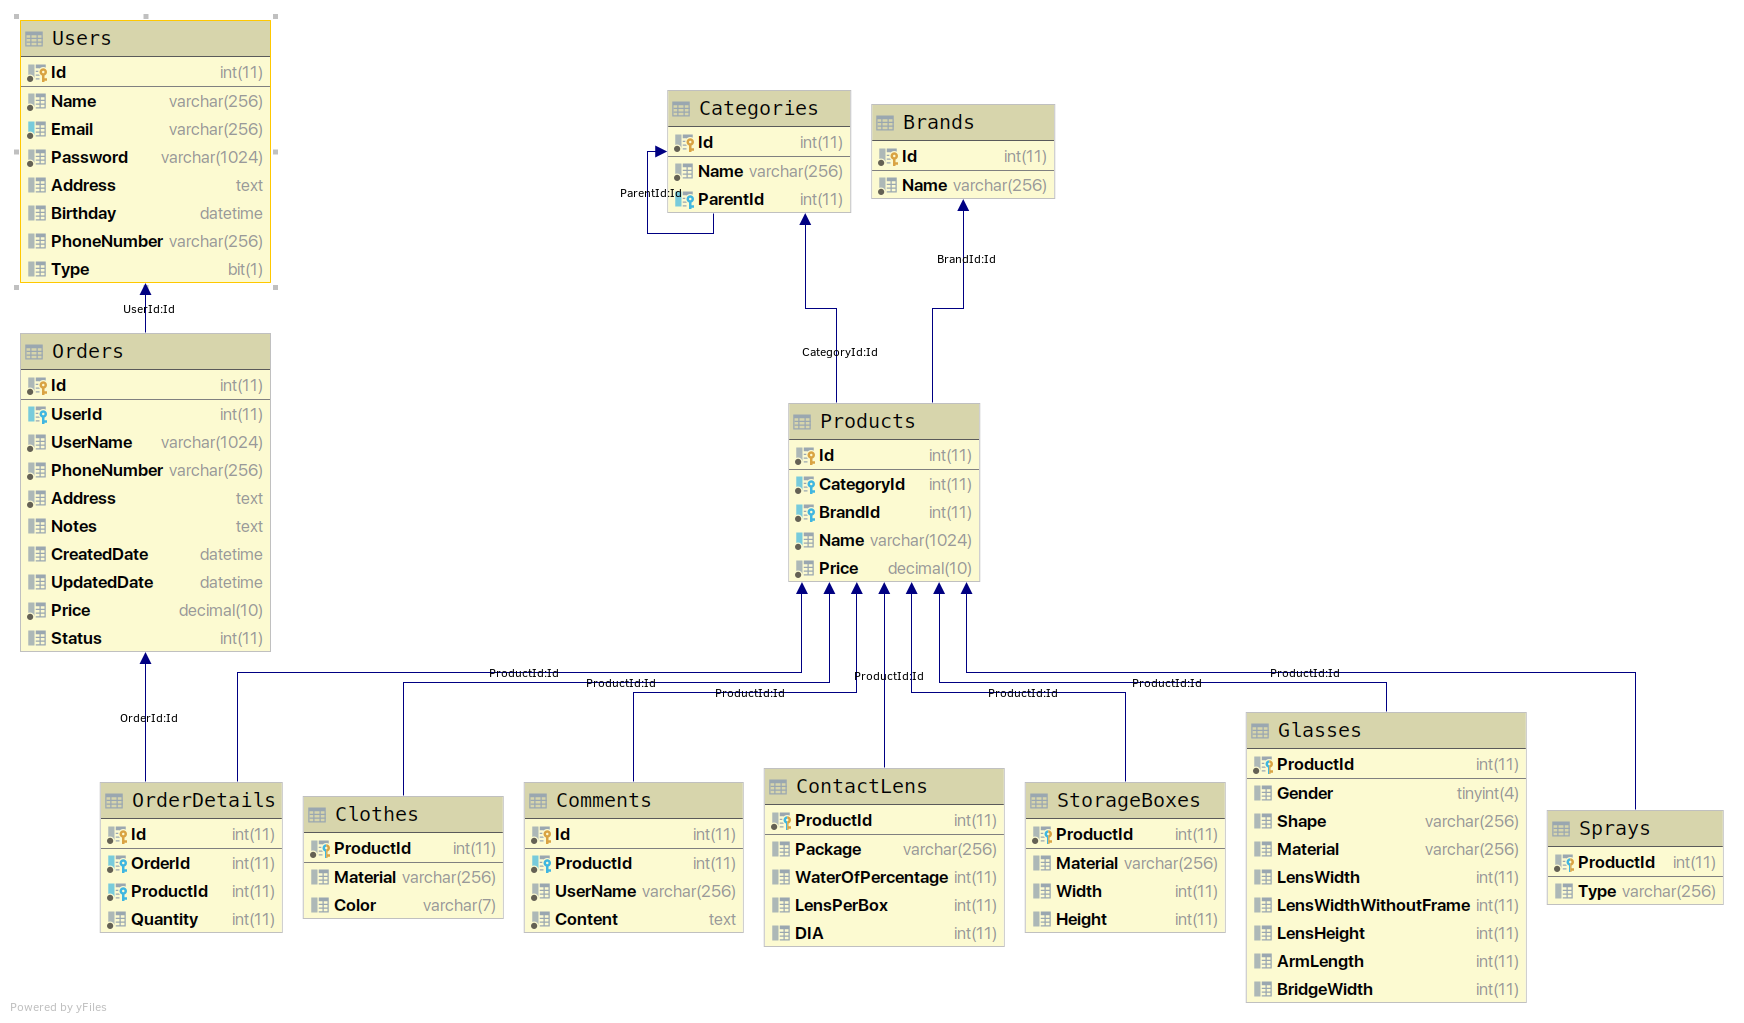 Users
Id int(11)
Name varchar(256)
Email varchar(256)
Password varchar(1024)
Address text
Birthday datetime
PhoneNumber varchar(256)
Type bit(1)
UserId:Id
Orders
Id int(11)
UserId int(11)
UserName varchar(1024)
PhoneNumber varchar(256)
Address text
Notes text
CreatedDate datetime
UpdatedDate datetime
Price decimal(10)
Status int(11)
OrderId:Id
Categories
Id int(11)
Name varchar(256)
ParentId int(11)
ParentId:Id
Brands
Id int(11)
Name varchar(256)
BrandId:Id
CategoryId:Id
Products
Id int(11)
CategoryId int(11)
BrandId int(11)
Name varchar(1024)
Price decimal(10)
ProductId:Id
ProductId:Id
ProductId:Id
ProductId:Id
ProductId:Id
ProductId:Id
ProductId:Id
OrderDetails
Id int(11)
OrderId int(11)
ProductId int(11)
Quantity int(11)
Clothes
ProductId int(11)
Material varchar(256)
Color varchar(7)
Comments
Id int(11)
ProductId int(11)
UserName varchar(256)
Content text
ContactLens
ProductId int(11)
Package varchar(256)
WaterOfPercentage int(11)
LensPerBox int(11)
DIA int(11)
StorageBoxes
ProductId int(11)
Material varchar(256)
Width int(11)
Height int(11)
Glasses
ProductId int(11)
Gender tinyint(4)
Shape varchar(256)
Material varchar(256)
LensWidth int(11)
LensWidthWithoutFrame int(11)
LensHeight int(11)
ArmLength int(11)
BridgeWidth int(11)
Sprays
ProductId int(11)
Type varchar(256)
Powered by yFiles